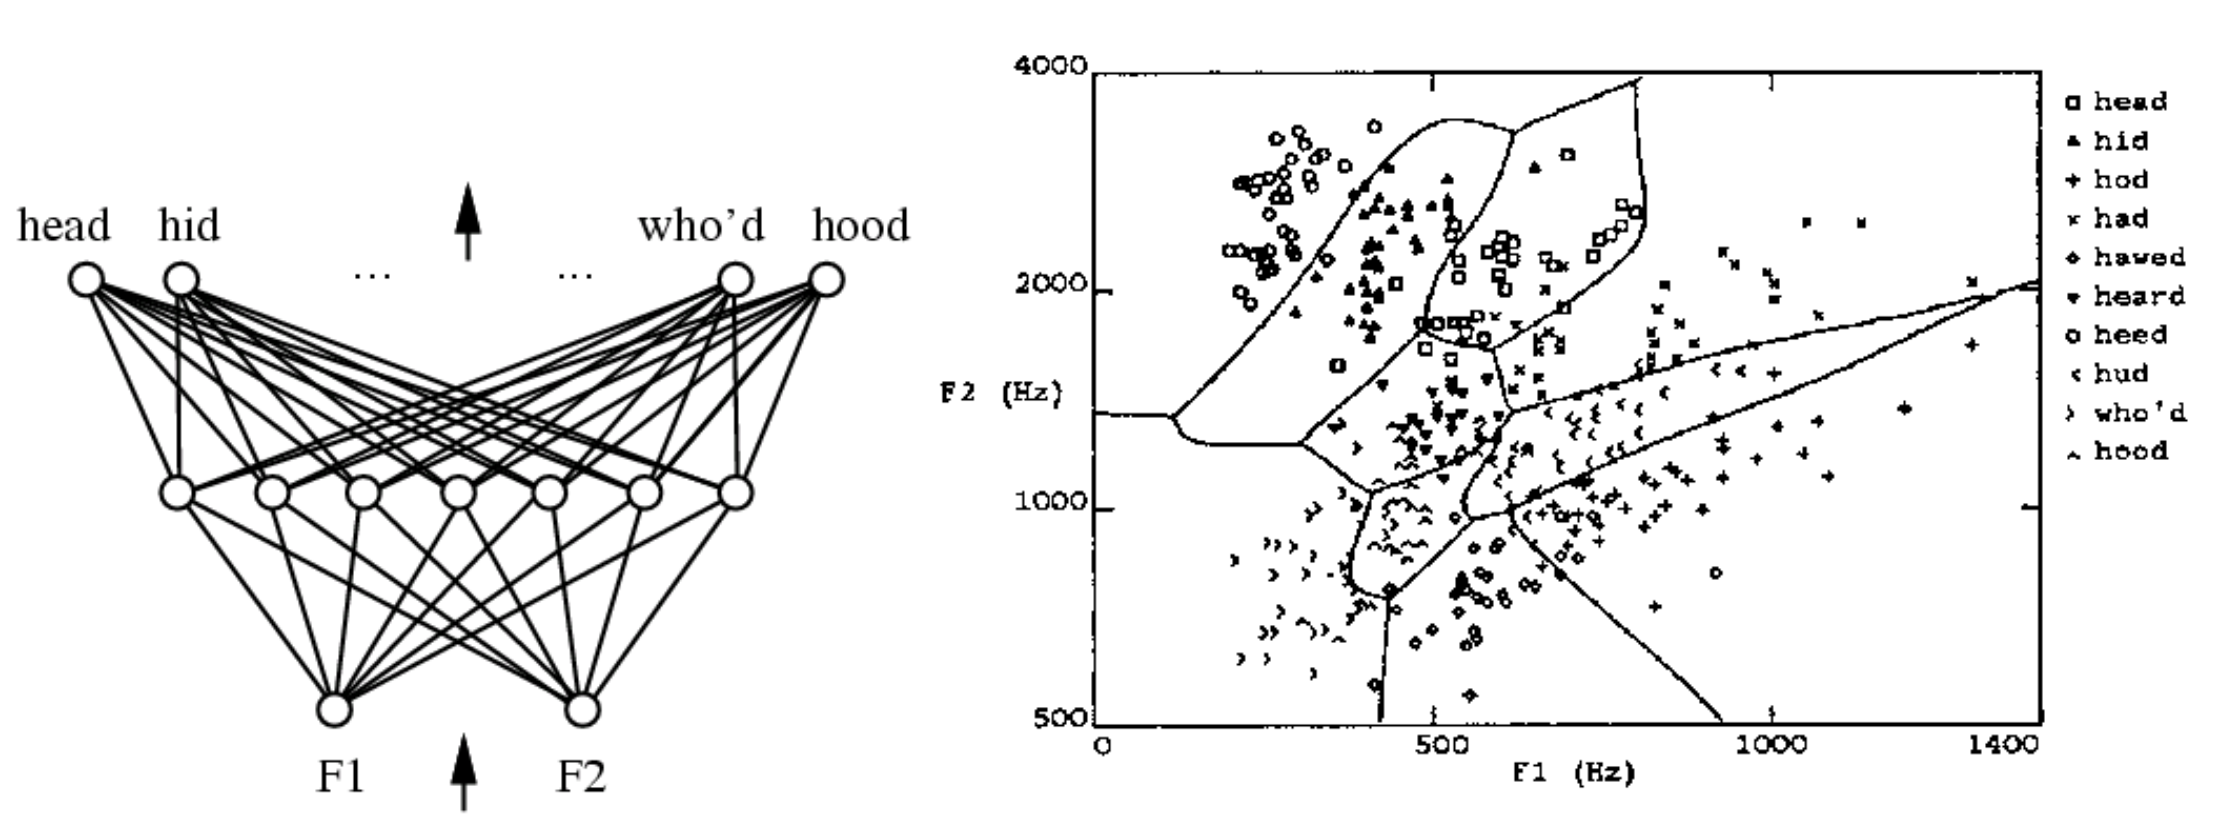 head hid who'd hood
... ...
F1 F2
4000
2000
F2 (Hz)
1000
500
0 500 1000 1400
F1 (Hz)
head
hid
hod
had
hawed
heard
heed
hud
who'd
hood